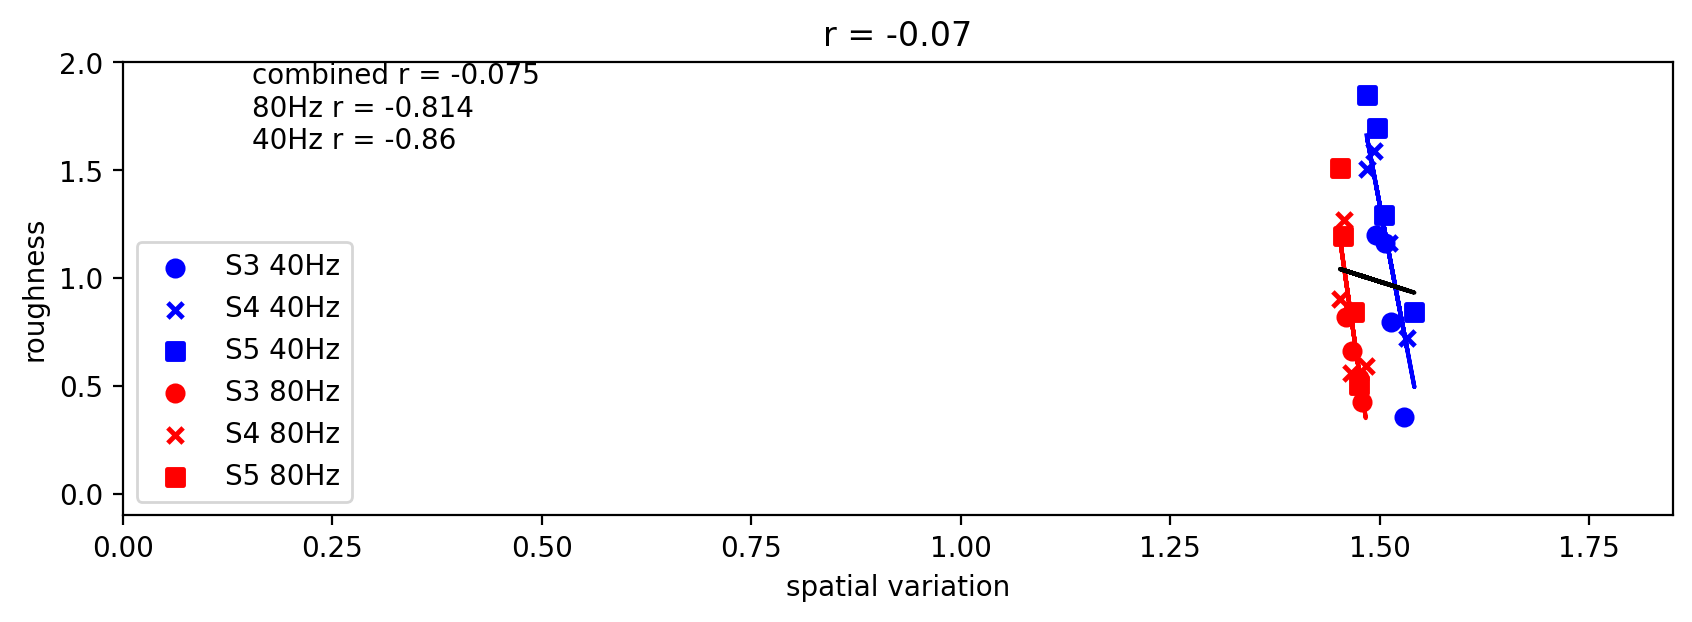 r = -0.07
combined r = -0.075
80Hz r = -0.814
40Hz r = -0.86
2.0
1.5
1.0
0.5
0.0
roughness
S3 40Hz
S4 40Hz
S5 40Hz
S3 80Hz
S4 80Hz
S5 80Hz
0.00 0.25 0.50 0.75 1.00 1.25 1.50 1.75
spatial variation